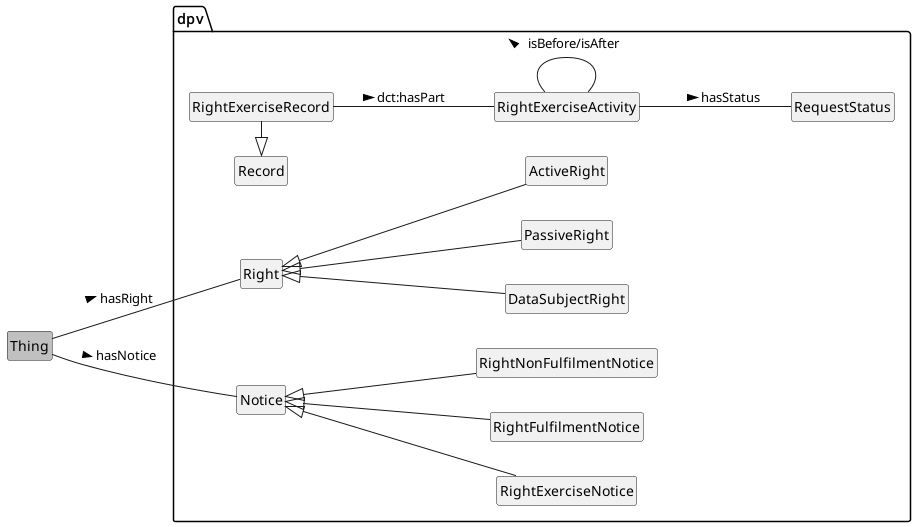 dpv
isBefore/isAfter
RightExerciseRecord
dct:hasPart
RightExerciseActivity
hasStatus
RequestStatus
Record
ActiveRight
PassiveRight
Right
DataSubjectRight
hasRight
Thing
hasNotice
RightNonFulfilmentNotice
Notice
RightFulfilmentNotice
RightExerciseNotice